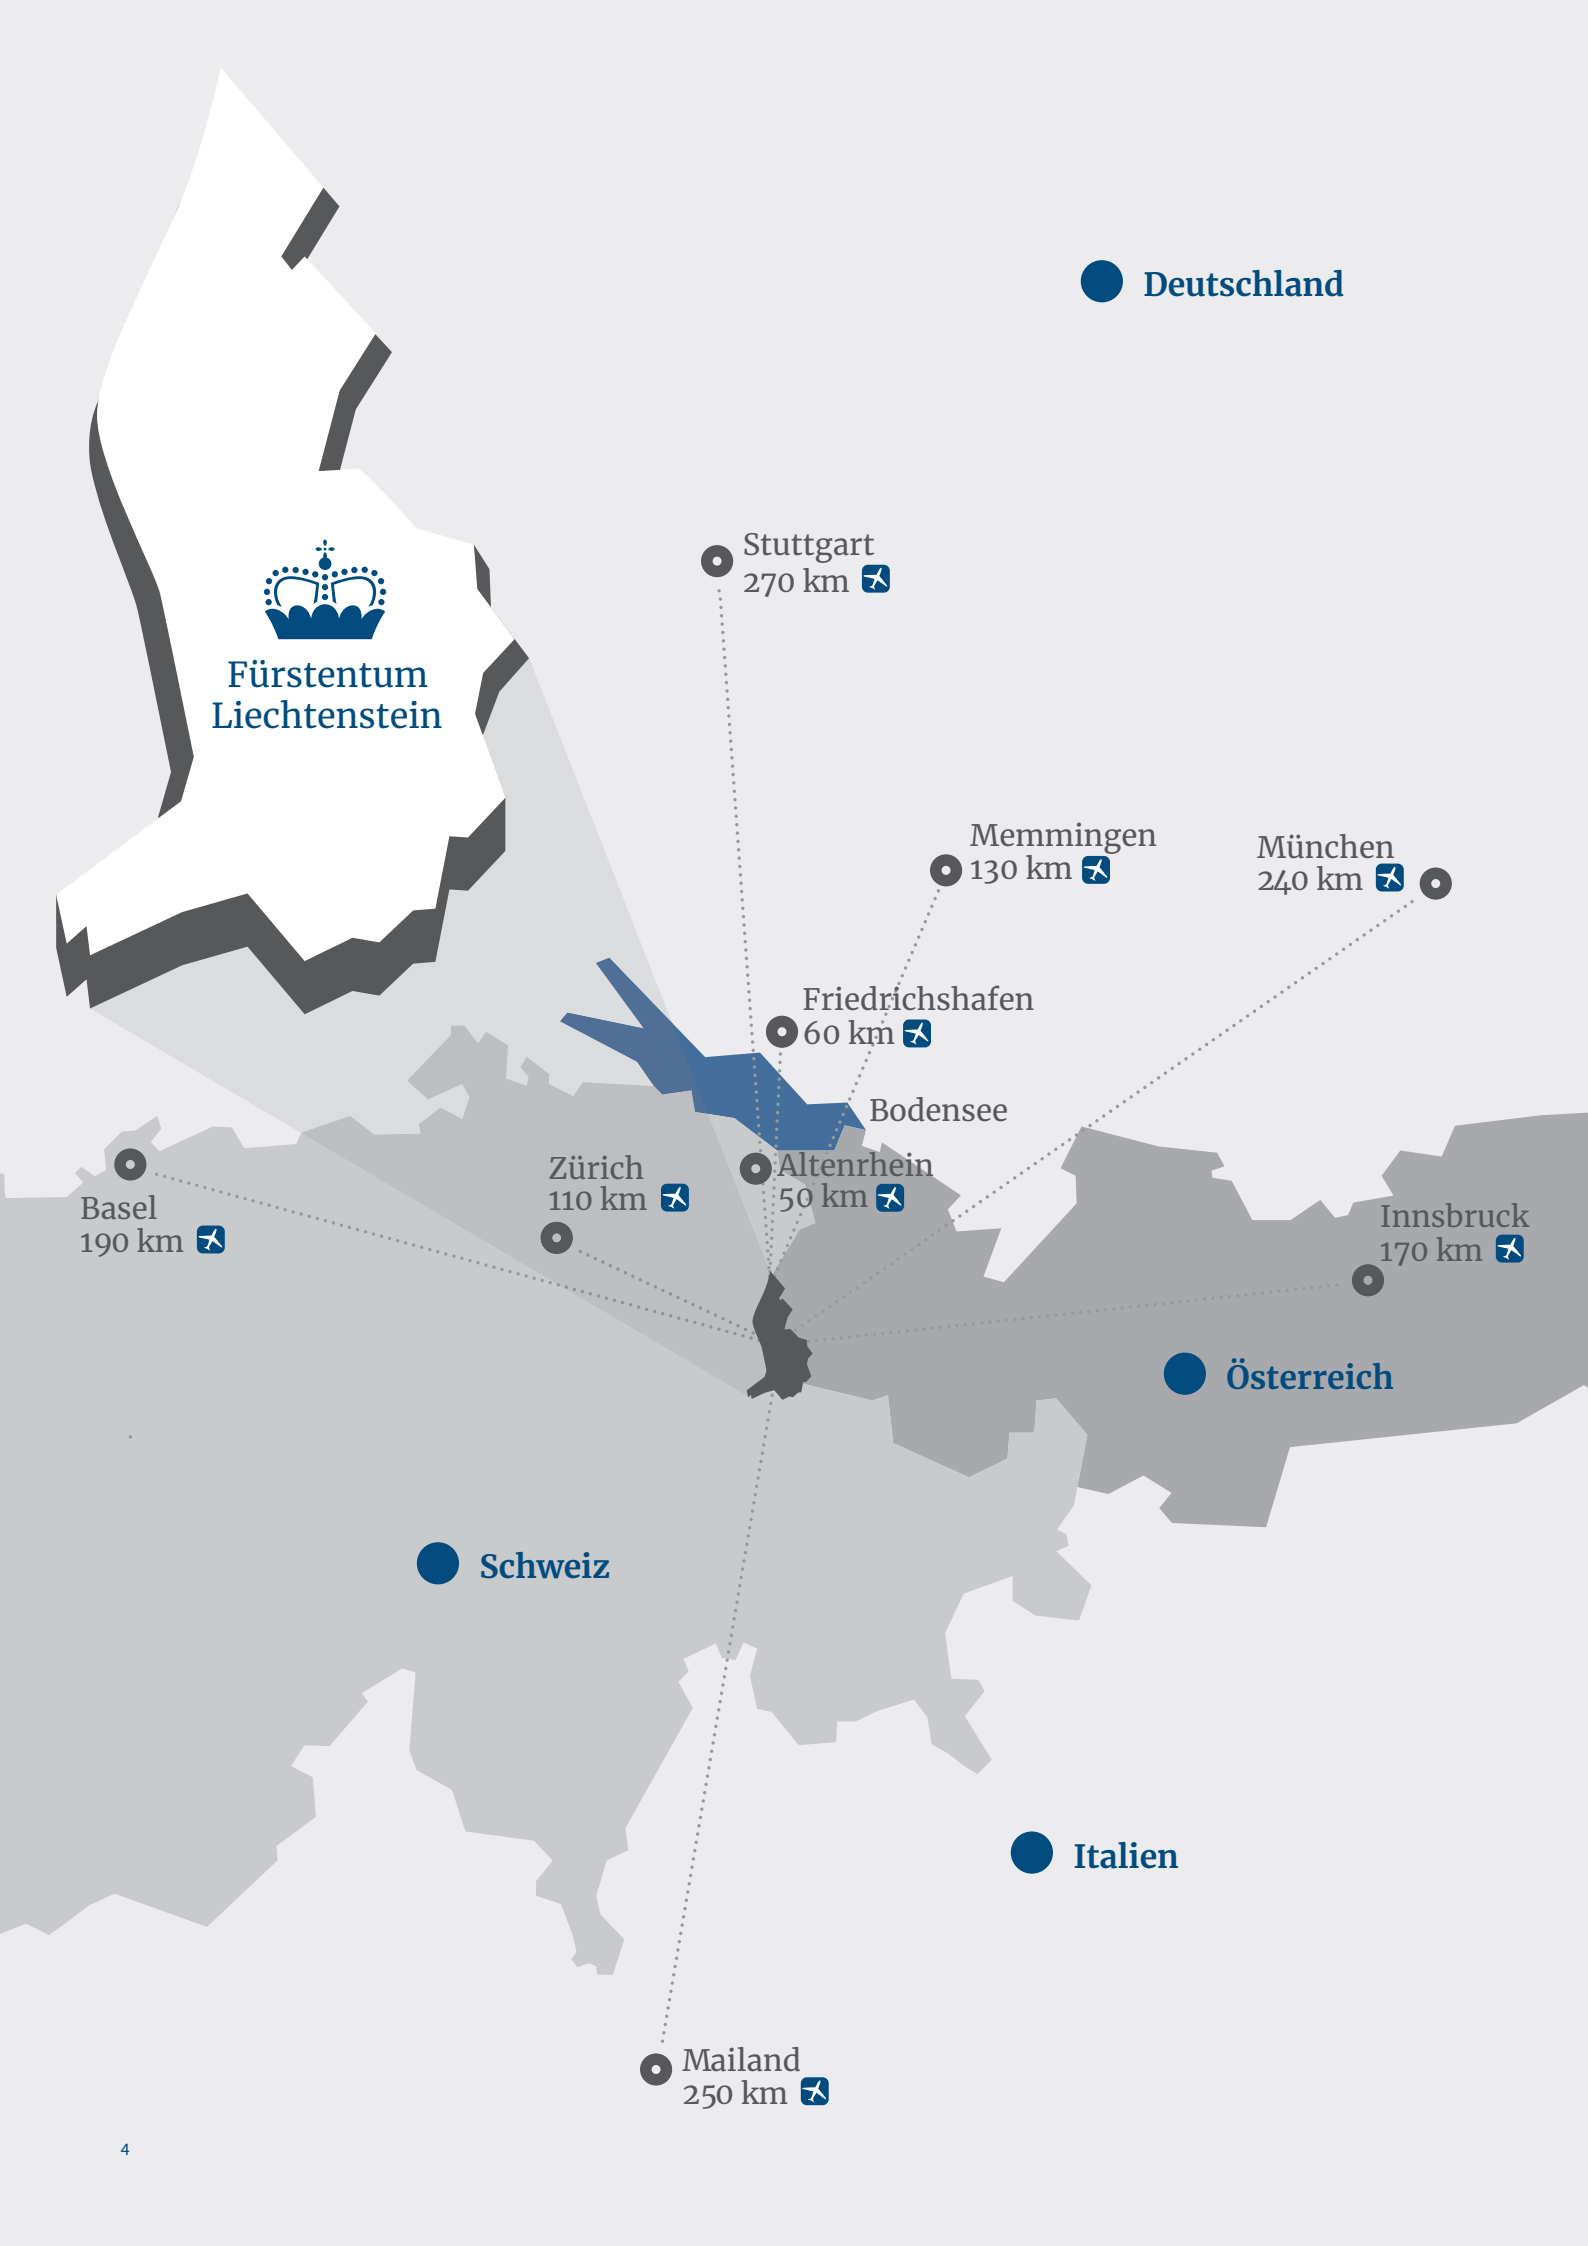 Deutschland
Stuttgart
270 km
Fürstentum
Liechtenstein
Memmingen
130 km
München
240 km
Friedrichshafen
60 km
Bodensee
Zürich
110 km
Altenrhein
50 km
Basel
190 km
Innsbruck
170 km
Österreich
Schweiz
Italien
Mailand
250 km
4